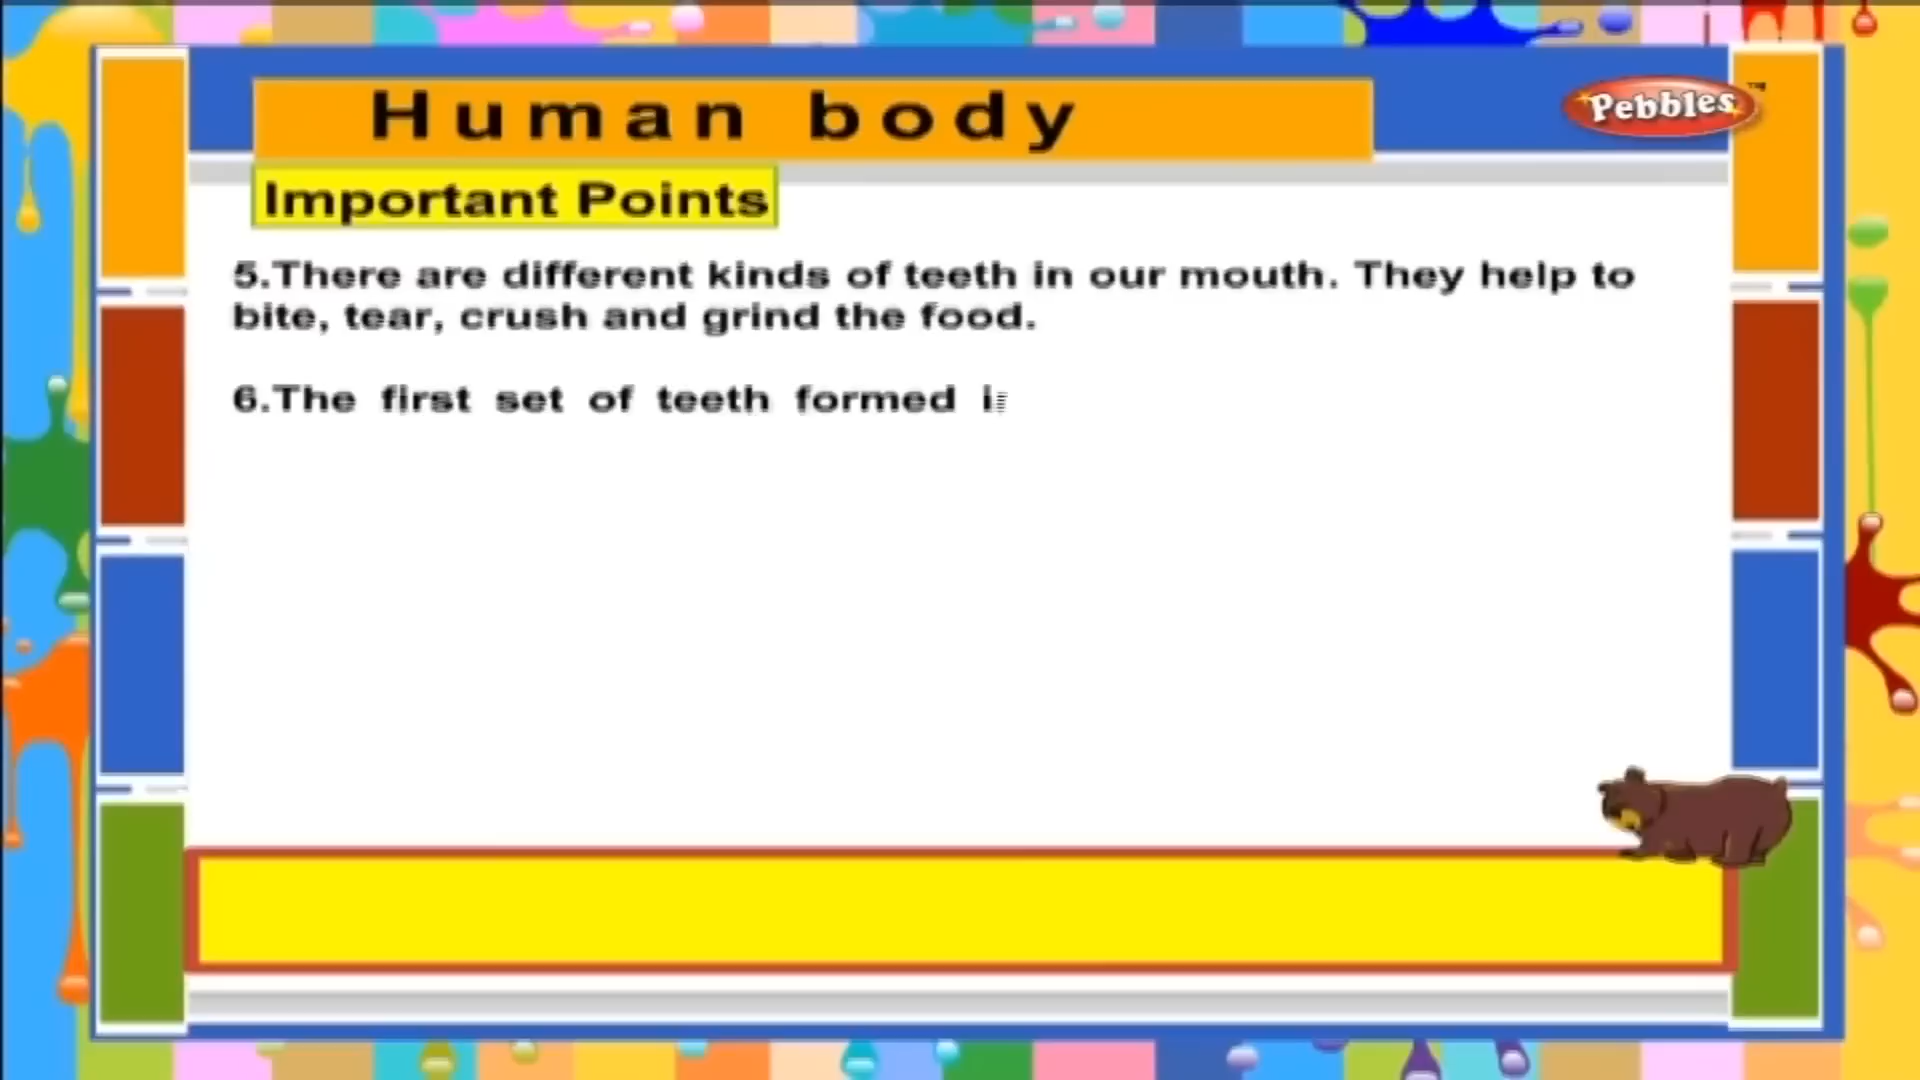 Human body
Pebbles™
Important Points
5.There are different kinds of teeth in our mouth. They help to
bite, tear, crush and grind the food.
6.The first set of teeth formed